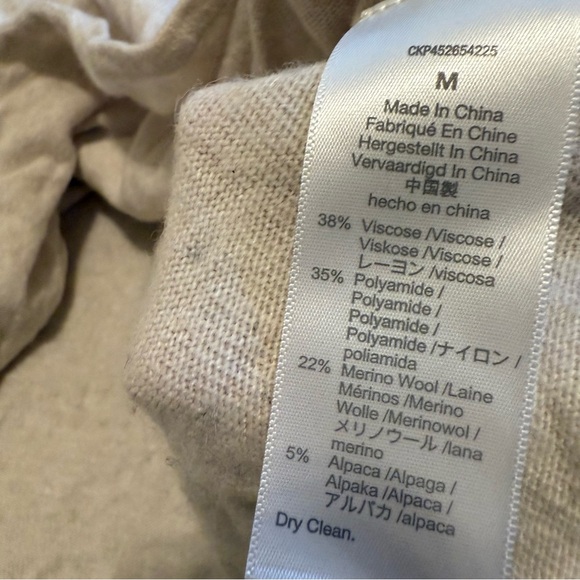 CKP452654225
M
Made In China
Fabriqué En Chine
Hergestellt In China
Vervaardigd In China
中国製
hecho en china
38% Viscose /Viscose /
Viskose /Viscose /
レーヨン /viscosa
35% Polyamide /
Polyamide /
Polyamide /
Polyamide /ナイロン /
poliamida
22% Merino Wool /Laine
Mérinos /Merino
Wolle /Merinowol /
メリノウール /lana
merino
5% Alpaca /Alpaga /
Alpaka /Alpaca /
アルパカ /alpaca
Dry Clean.